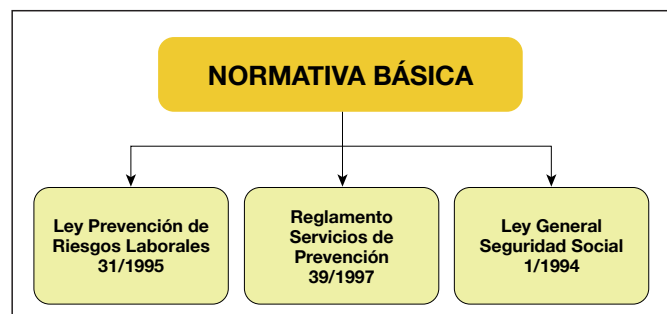 NORMATIVA BÁSICA
Ley Prevención de
Riesgos Laborales
31/1995
Reglamento
Servicios de
Prevención
39/1997
Ley General
Seguridad Social
1/1994